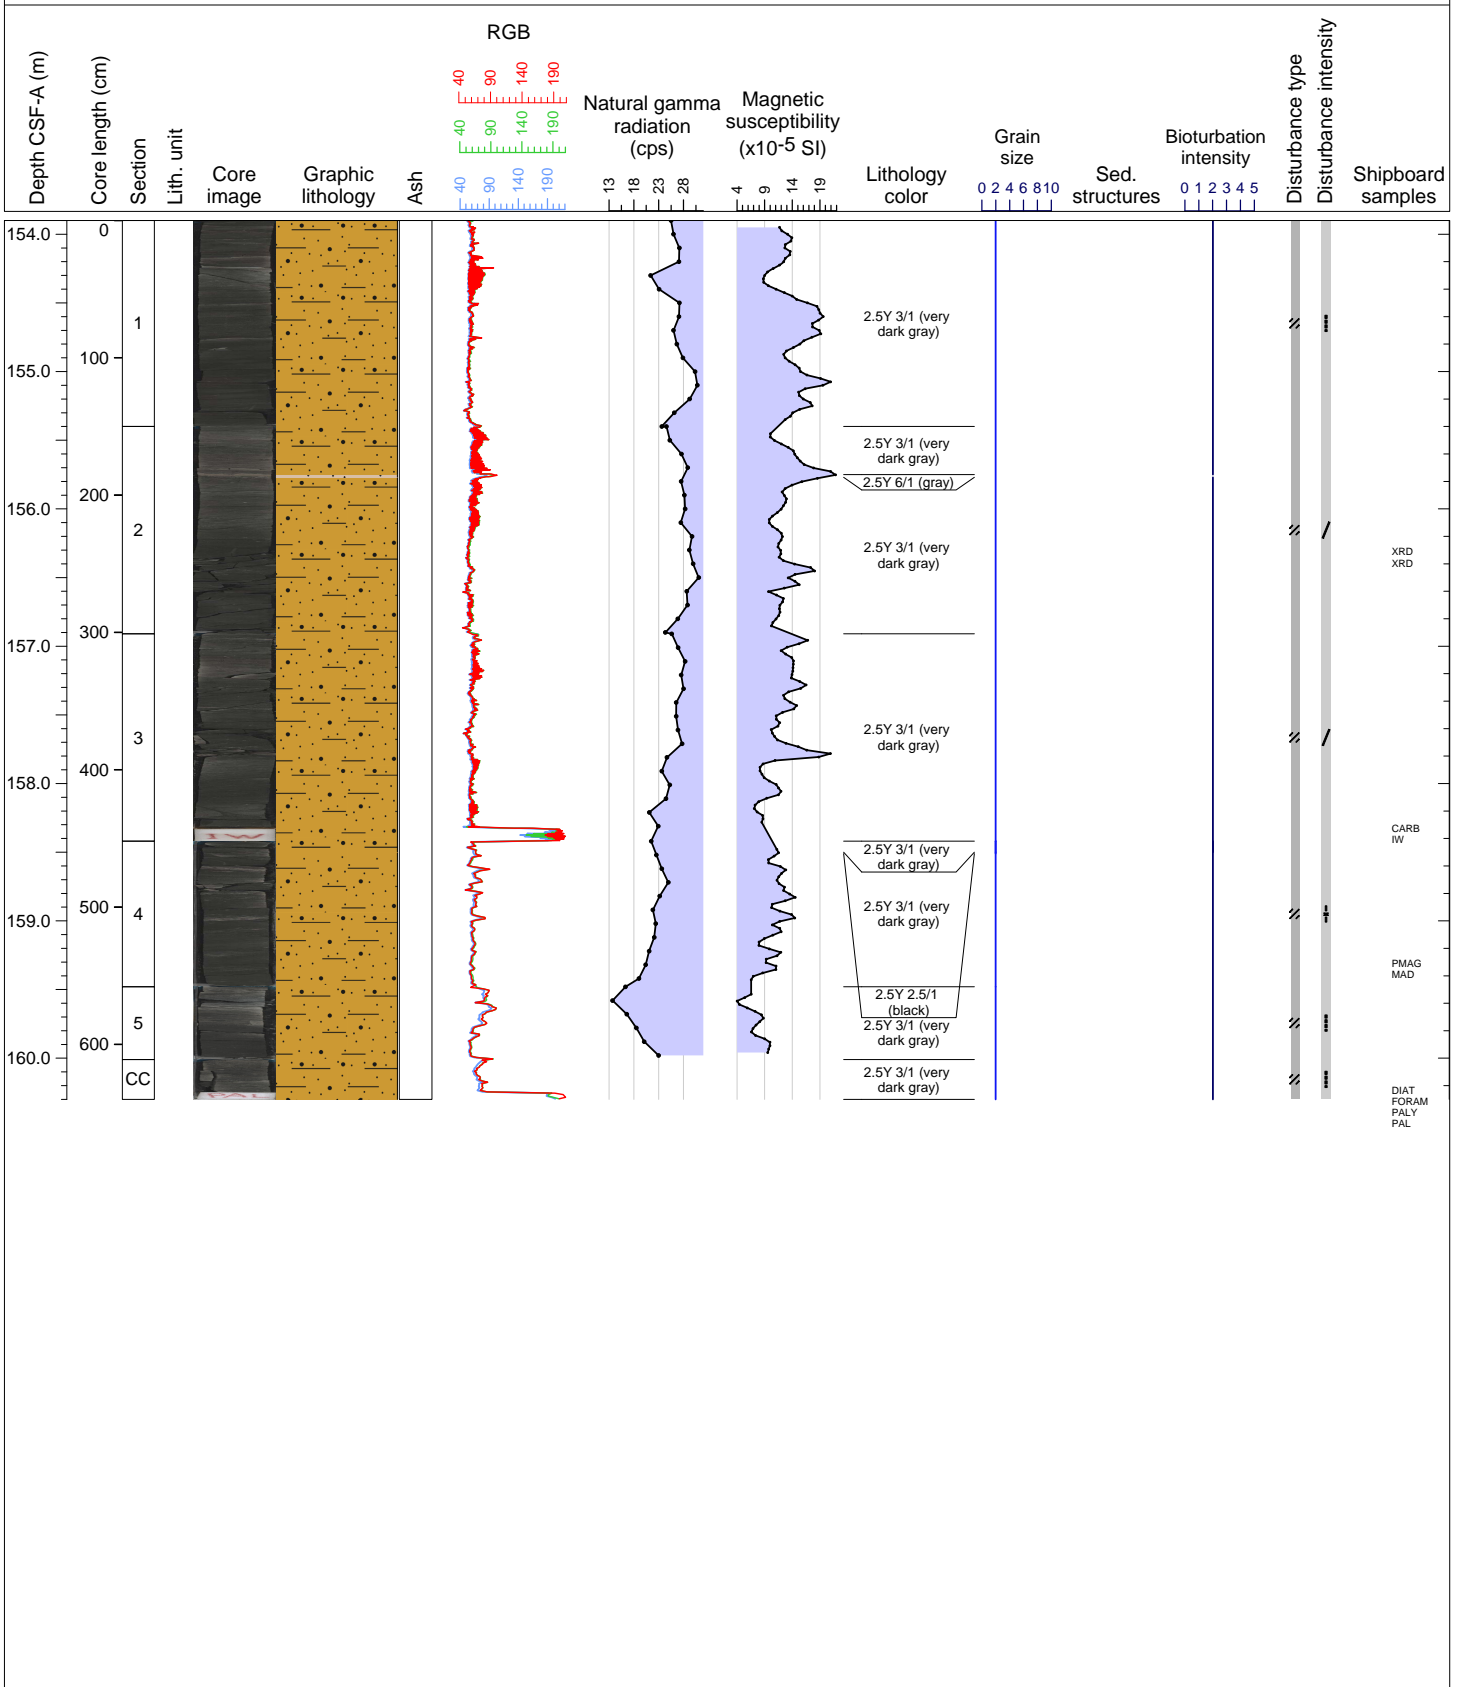 Depth CSF-A (m)
Core length (cm)
Section
Lith. unit
Core
image
Graphic
lithology
Ash
RGB
40 90 140 190
40 90 140 190
40 90 140 190
Natural gamma
radiation
(cps)
13 18 23 28
Magnetic
susceptibility
(x10-5 SI)
4 9 14 19
Lithology
color
Grain
size
0 2 4 6 8 10
Sed.
structures
Bioturbation
intensity
0 1 2 3 4 5
Disturbance type
Disturbance intensity
Shipboard
samples
154.0
155.0
156.0
157.0
158.0
159.0
160.0
0
100
200
300
400
500
600
1
2
3
4
5
CC
IW
PAL
2.5Y 3/1 (very
dark gray)
2.5Y 3/1 (very
dark gray)
2.5Y 6/1 (gray)
2.5Y 3/1 (very
dark gray)
2.5Y 3/1 (very
dark gray)
2.5Y 3/1 (very
dark gray)
2.5Y 3/1 (very
dark gray)
2.5Y 2.5/1
(black)
2.5Y 3/1 (very
dark gray)
2.5Y 3/1 (very
dark gray)
XRD
XRD
CARB
IW
PMAG
MAD
DIAT
FORAM
PALY
PAL